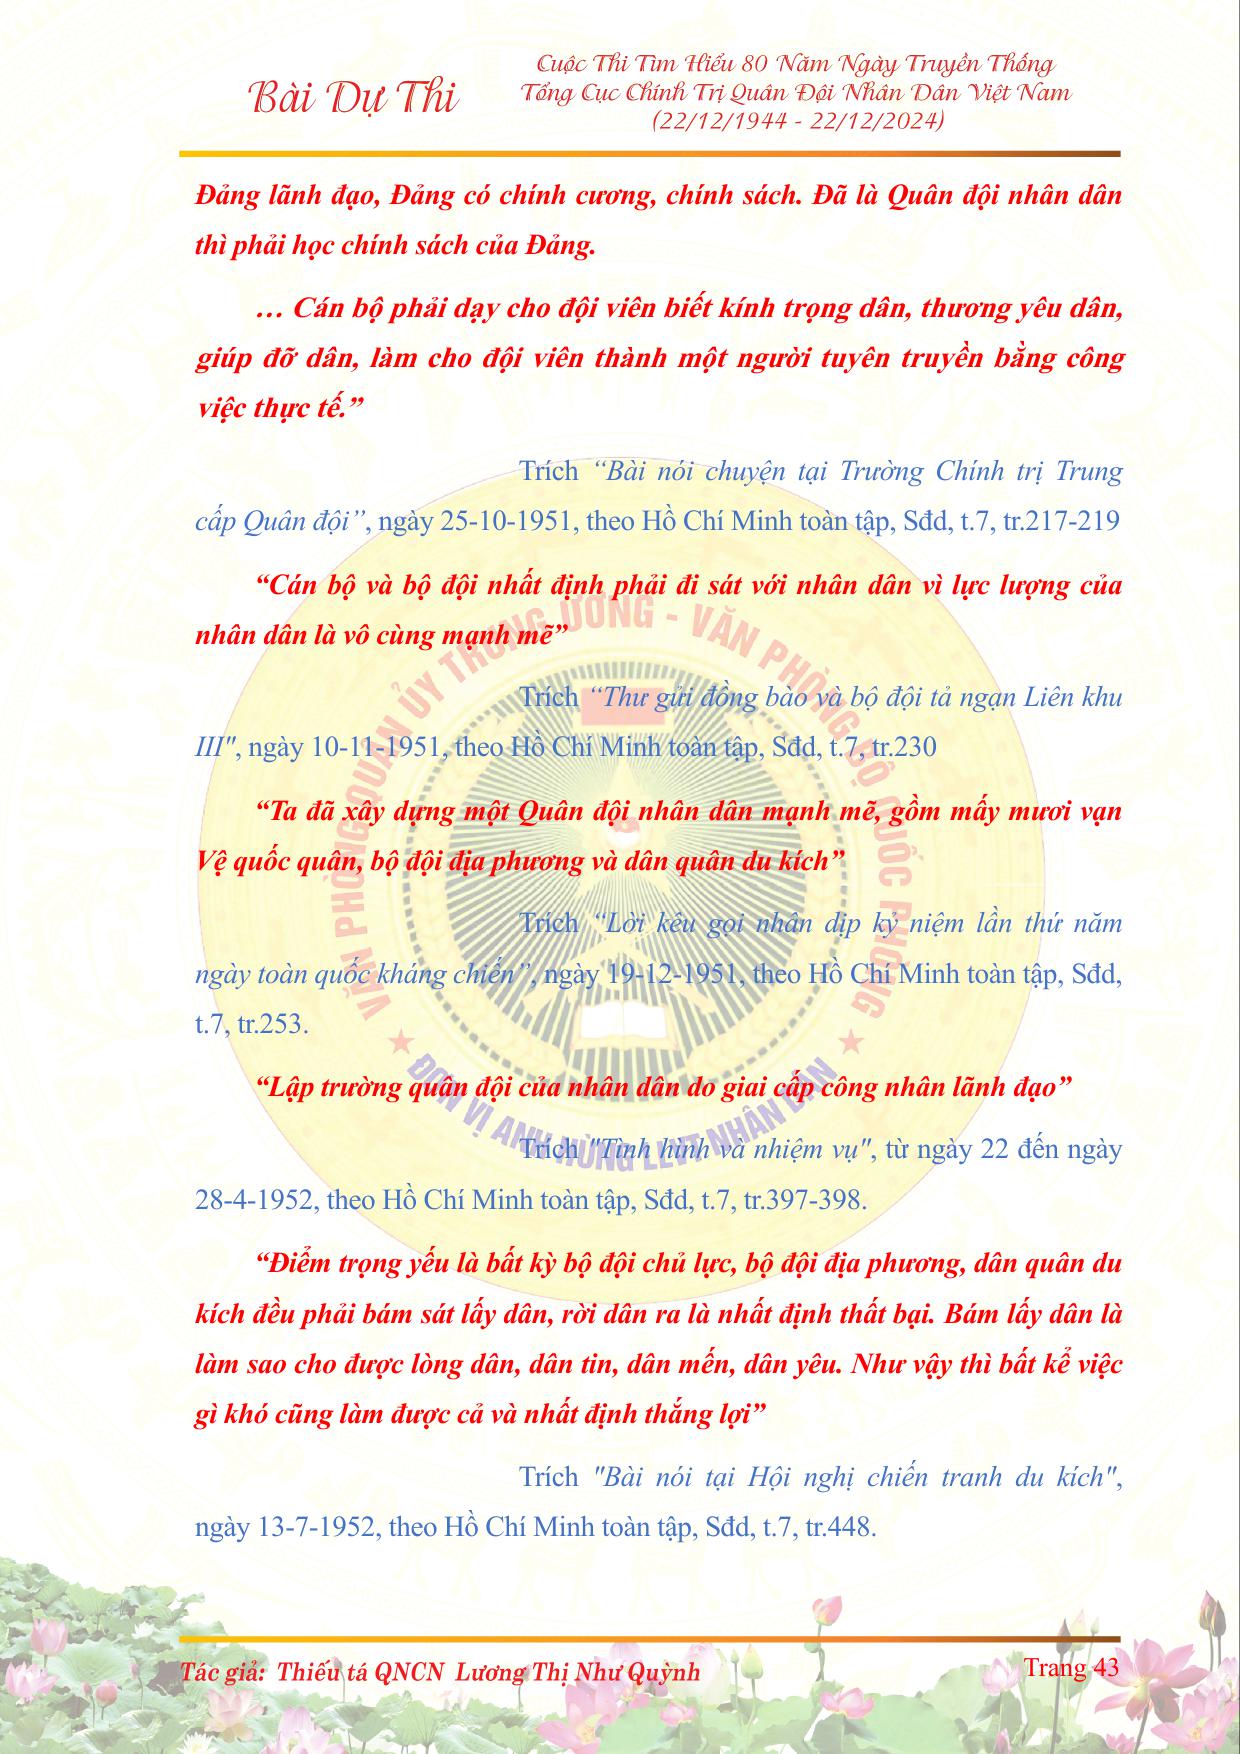 Bài Dự Thi
Cuộc Thi Tìm Hiểu 80 Năm Ngày Truyền Thống
Tổng Cục Chính Trị Quân Đội Nhân Dân Việt Nam
(22/12/1944 - 22/12/2024)
Đảng lãnh đạo, Đảng có chính cương, chính sách. Đã là Quân đội nhân dân
thì phải học chính sách của Đảng.
… Cán bộ phải dạy cho đội viên biết kính trọng dân, thương yêu dân,
giúp đỡ dân, làm cho đội viên thành một người tuyên truyền bằng công
việc thực tế.”
Trích “Bài nói chuyện tại Trường Chính trị Trung
cấp Quân đội”, ngày 25-10-1951, theo Hồ Chí Minh toàn tập, Sđd, t.7, tr.217-219
“Cán bộ và bộ đội nhất định phải đi sát với nhân dân vì lực lượng của
nhân dân là vô cùng mạnh mẽ”
Trích “Thư gửi đồng bào và bộ đội tả ngạn Liên khu
III", ngày 10-11-1951, theo Hồ Chí Minh toàn tập, Sđd, t.7, tr.230
“Ta đã xây dựng một Quân đội nhân dân mạnh mẽ, gồm mấy mươi vạn
Vệ quốc quân, bộ đội địa phương và dân quân du kích”
Trích “Lời kêu gọi nhân dịp kỷ niệm lần thứ năm
ngày toàn quốc kháng chiến”, ngày 19-12-1951, theo Hồ Chí Minh toàn tập, Sđd,
t.7, tr.253.
“Lập trường quân đội của nhân dân do giai cấp công nhân lãnh đạo”
Trích "Tình hình và nhiệm vụ", từ ngày 22 đến ngày
28-4-1952, theo Hồ Chí Minh toàn tập, Sđd, t.7, tr.397-398.
“Điểm trọng yếu là bất kỳ bộ đội chủ lực, bộ đội địa phương, dân quân du
kích đều phải bám sát lấy dân, rời dân ra là nhất định thất bại. Bám lấy dân là
làm sao cho được lòng dân, dân tin, dân mến, dân yêu. Như vậy thì bất kể việc
gì khó cũng làm được cả và nhất định thắng lợi”
Trích "Bài nói tại Hội nghị chiến tranh du kích",
ngày 13-7-1952, theo Hồ Chí Minh toàn tập, Sđd, t.7, tr.448.
VĂN PHÒNG QUÂN ỦY TRUNG ƯƠNG - VĂN PHÒNG BỘ QUỐC PHÒNG
ĐƠN VỊ ANH HÙNG LLVT NHÂN DÂN
Tác giả: Thiếu tá QNCN Lương Thị Như Quỳnh
Trang 43